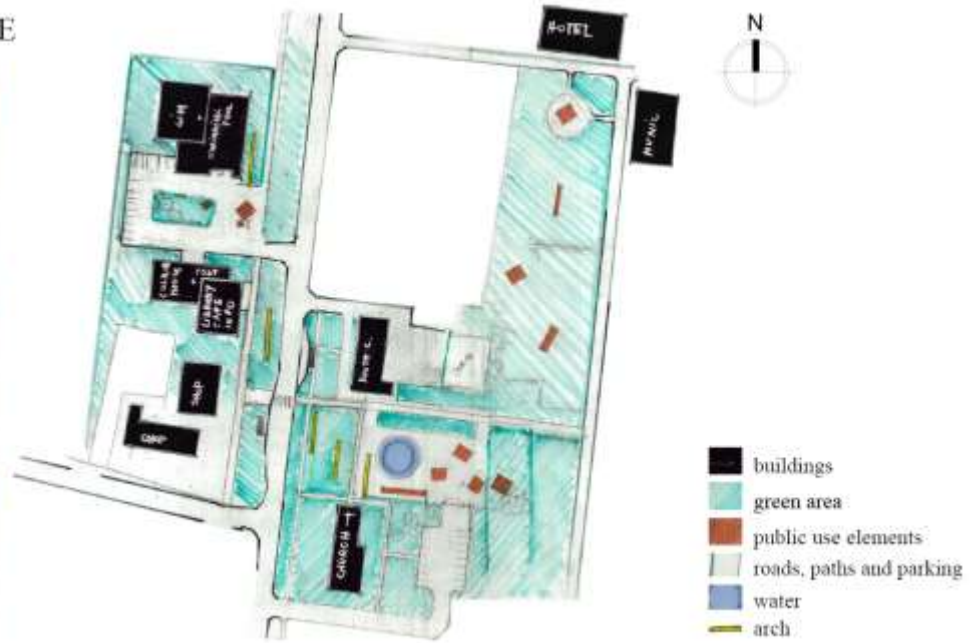 E
HOTEL
N
GYM
SWIMMING
POOL
LIBRARY
CAFE
INFO
SHOP
CHURCH
buildings
green area
public use elements
roads, paths and parking
water
arch